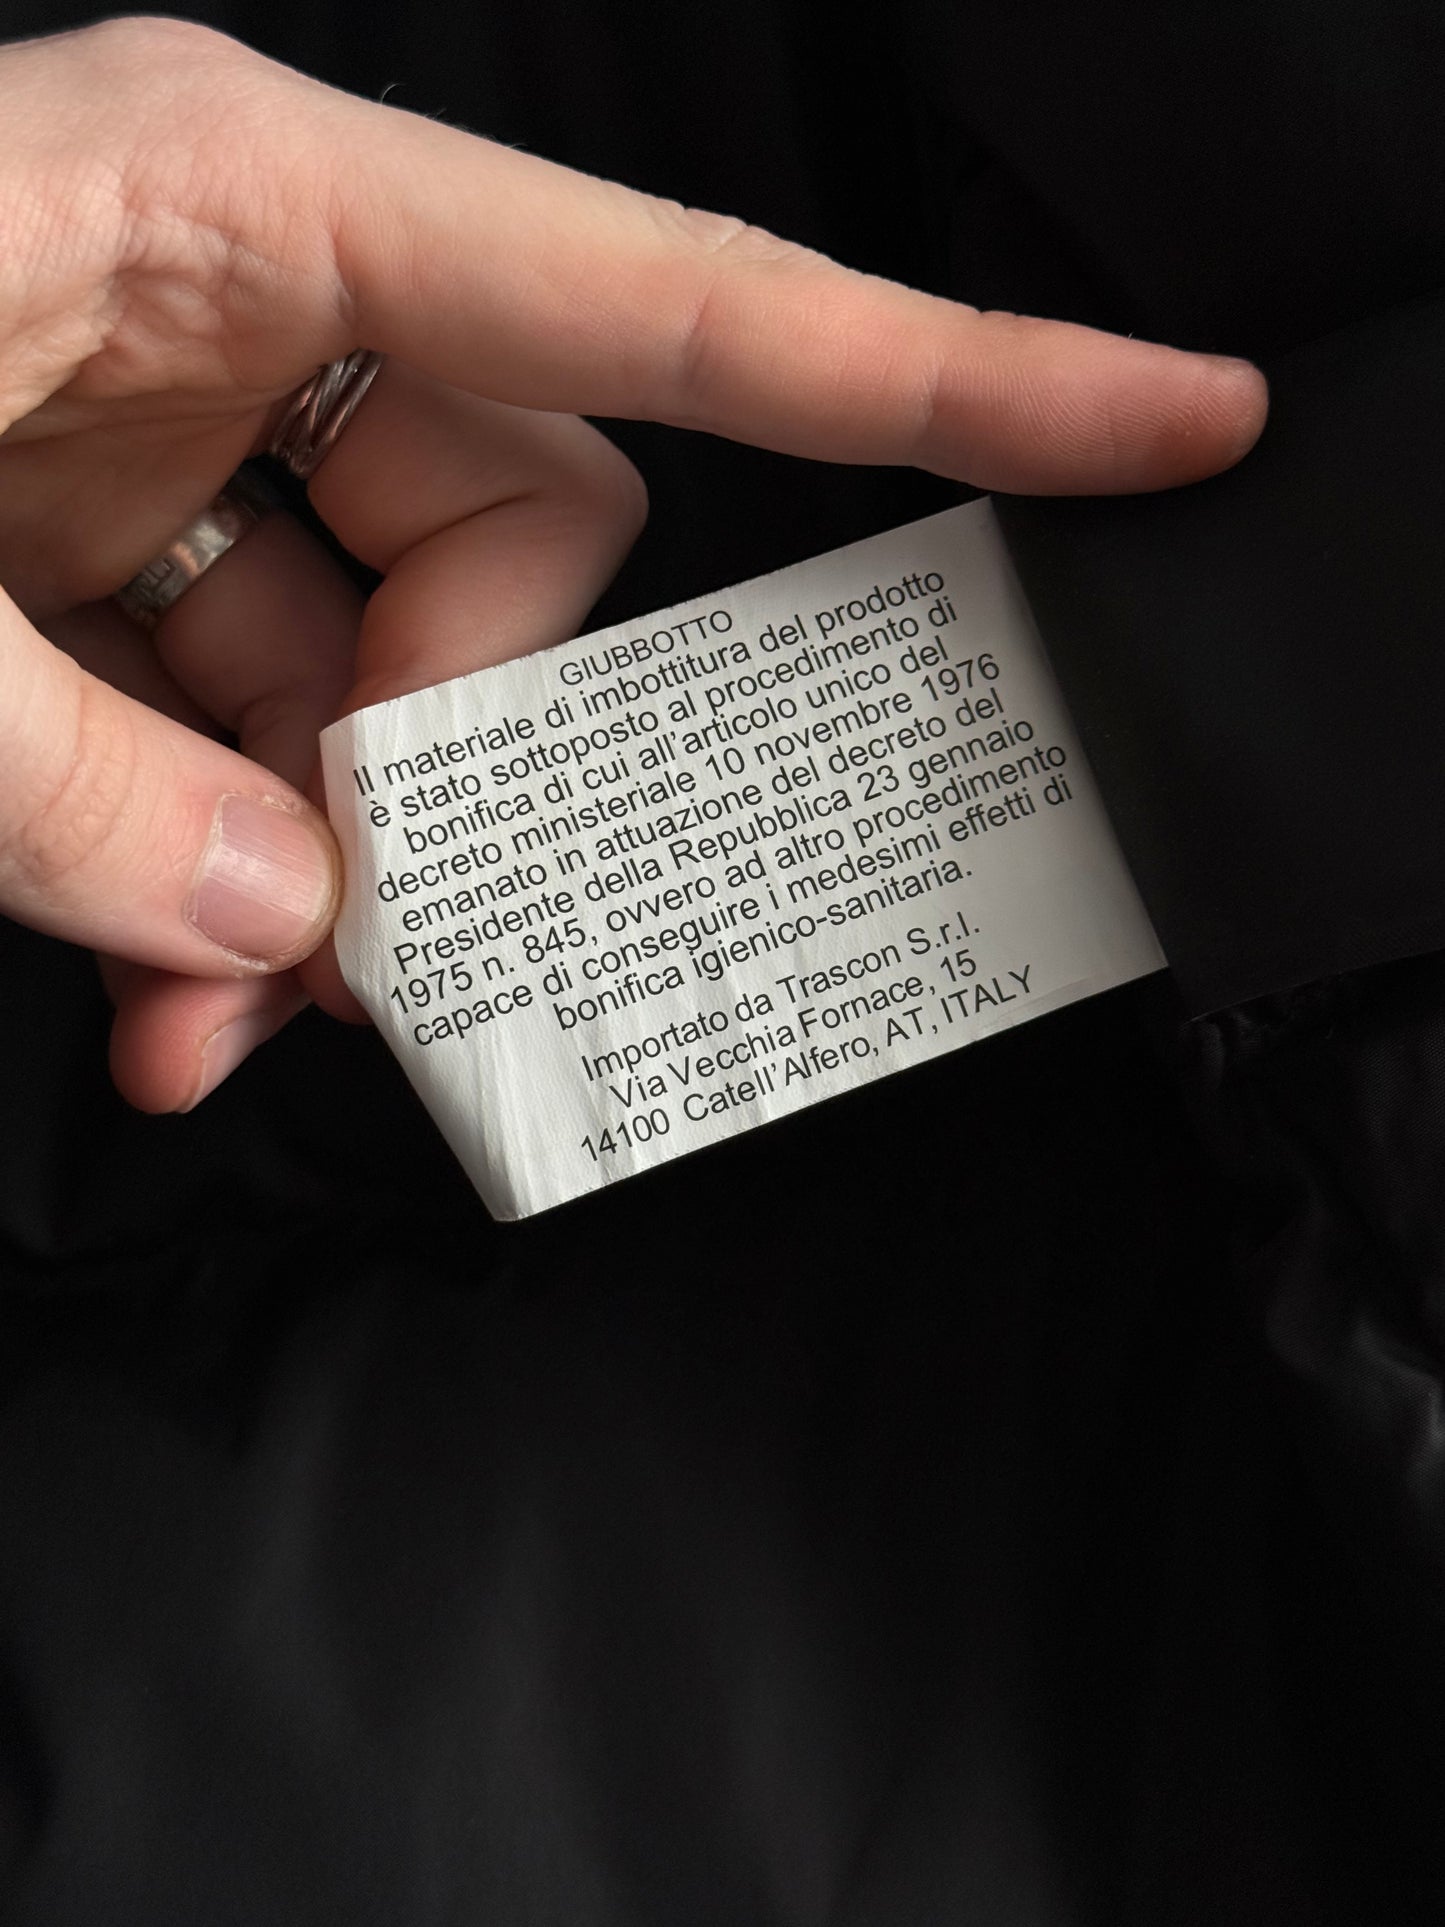 GIUBBOTTO
Il materiale di imbottitura del prodotto
è stato sottoposto al procedimento di
bonifica di cui all'articolo unico del
decreto ministeriale 10 novembre 1976
emanato in attuazione del decreto del
Presidente della Repubblica 23 gennaio
1975 n. 845, ovvero ad altro procedimento
capace di conseguire i medesimi effetti di
bonifica igienico-sanitaria.
Importato da Trascon S.r.l.
Via Vecchia Fornace, 15
14100 Catell'Alfero, AT, ITALY